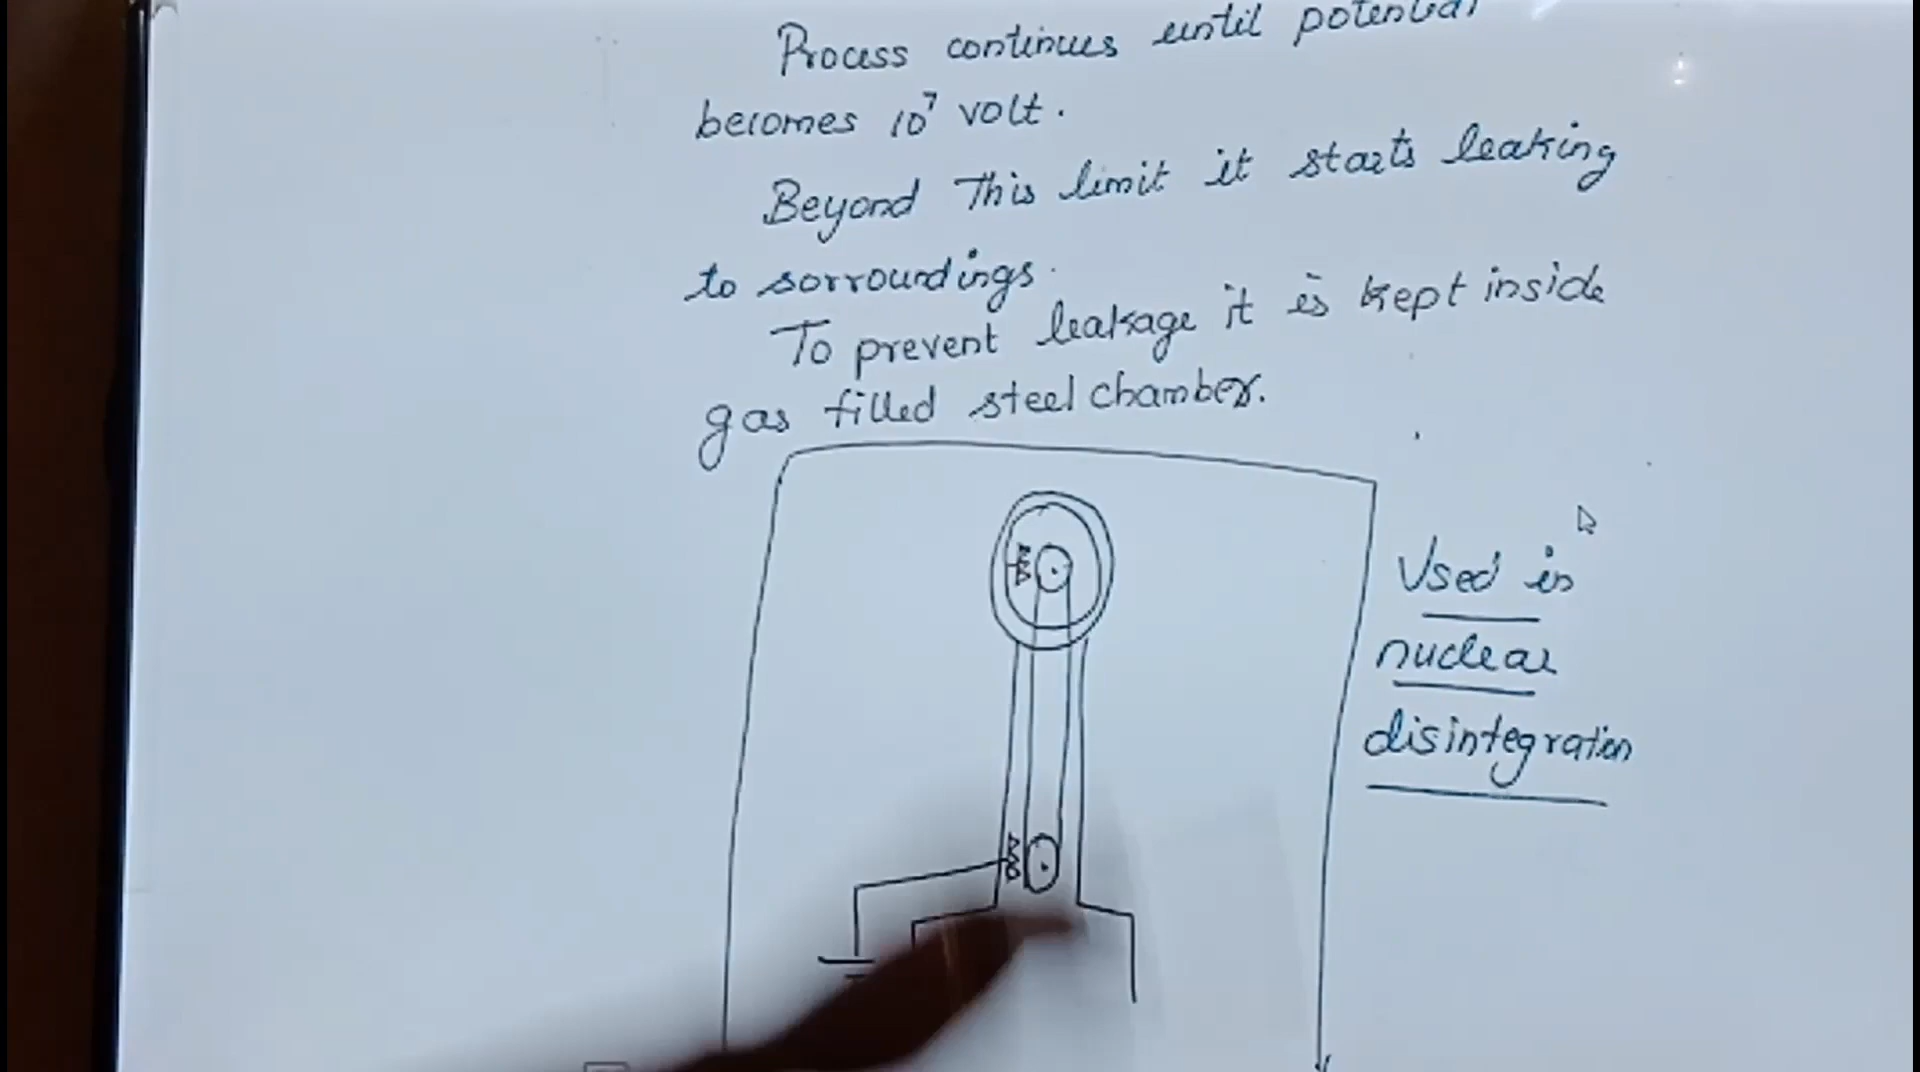 Process continues until potential
becomes 10⁷ volt.
Beyond This limit it starts leaking
to sorroundings.
To prevent leakage it is kept inside
gas filled steel chamber.
Used in
nuclear
disintegration